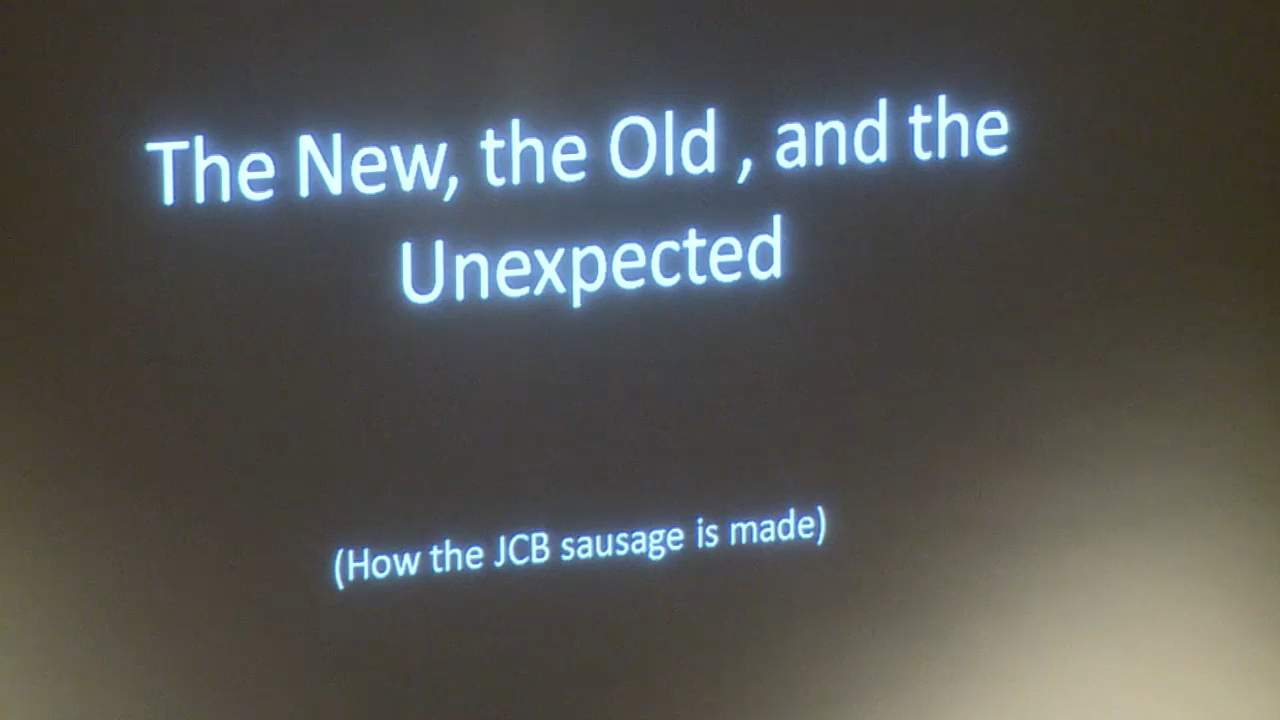 The New, the Old , and the
Unexpected
(How the JCB sausage is made)